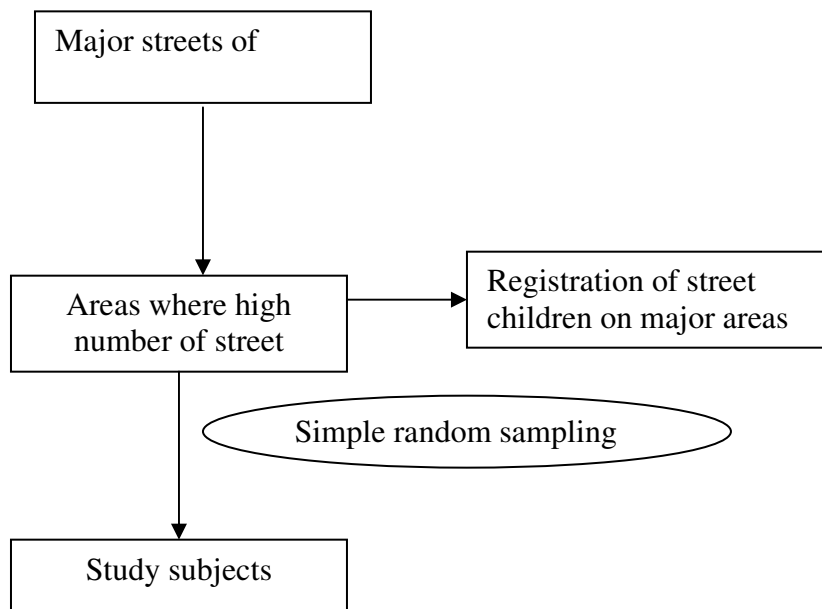 Major streets of
Areas where high
number of street
Registration of street
children on major areas
Simple random sampling
Study subjects